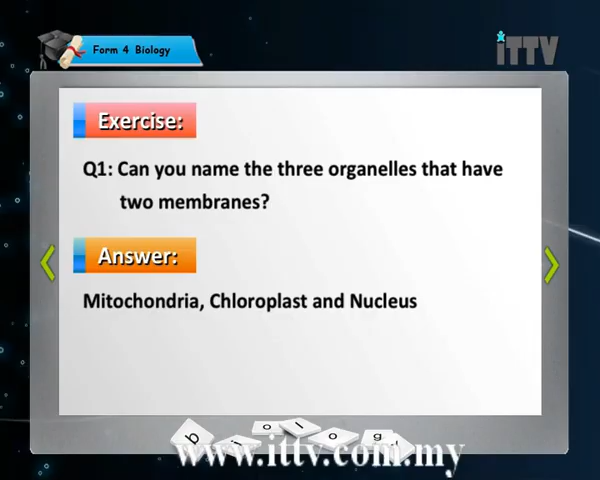 Form 4 Biology
iTTV
Exercise:
Q1: Can you name the three organelles that have
two membranes?
Answer:
Mitochondria, Chloroplast and Nucleus
b i o l o g y
www.ittv.com.my